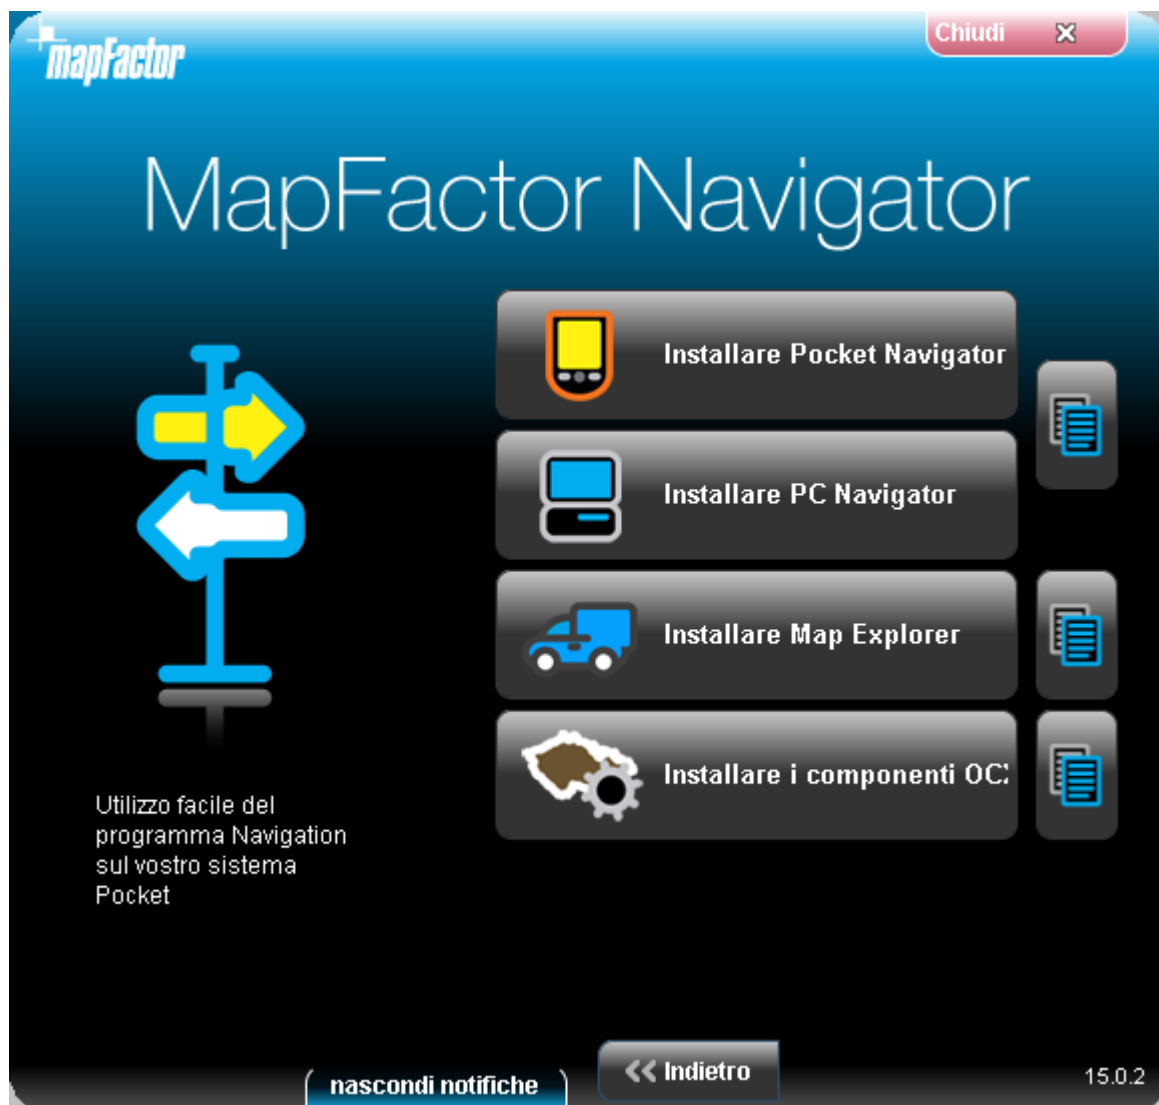 mapFactor
Chiudi
MapFactor Navigator
Installare Pocket Navigator
Installare PC Navigator
Installare Map Explorer
Installare i componenti
Utilizzo facile del
programma Navigation
sul vostro sistema
Pocket
Indietro
nascondi notifiche
15.0.2